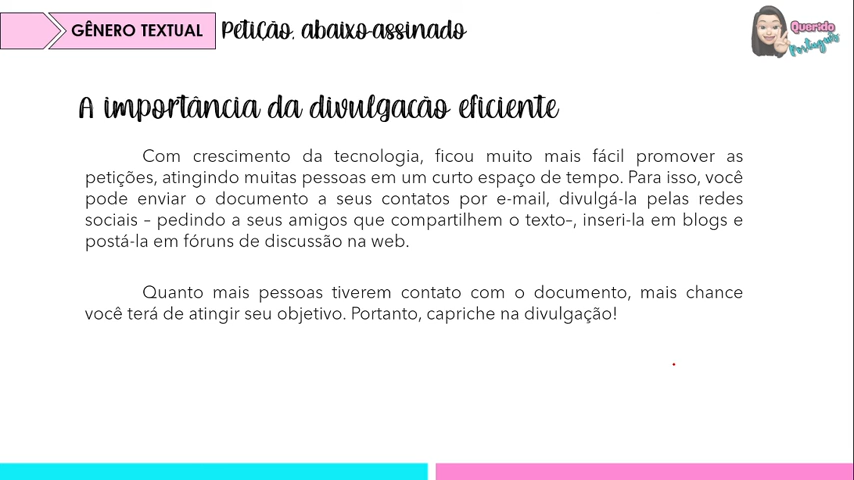 GÊNERO TEXTUAL Petição, abaixo-assinado
Querido
Português
A importância da divulgação eficiente
Com crescimento da tecnologia, ficou muito mais fácil promover as
petições, atingindo muitas pessoas em um curto espaço de tempo. Para isso, você
pode enviar o documento a seus contatos por e-mail, divulgá-la pelas redes
sociais – pedindo a seus amigos que compartilhem o texto–, inseri-la em blogs e
postá-la em fóruns de discussão na web.
Quanto mais pessoas tiverem contato com o documento, mais chance
você terá de atingir seu objetivo. Portanto, capriche na divulgação!